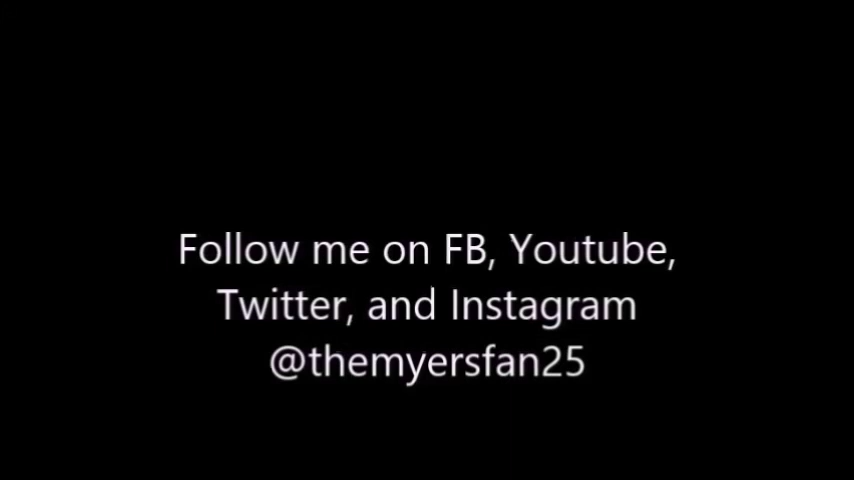 Follow me on FB, Youtube,
Twitter, and Instagram
@themyersfan25